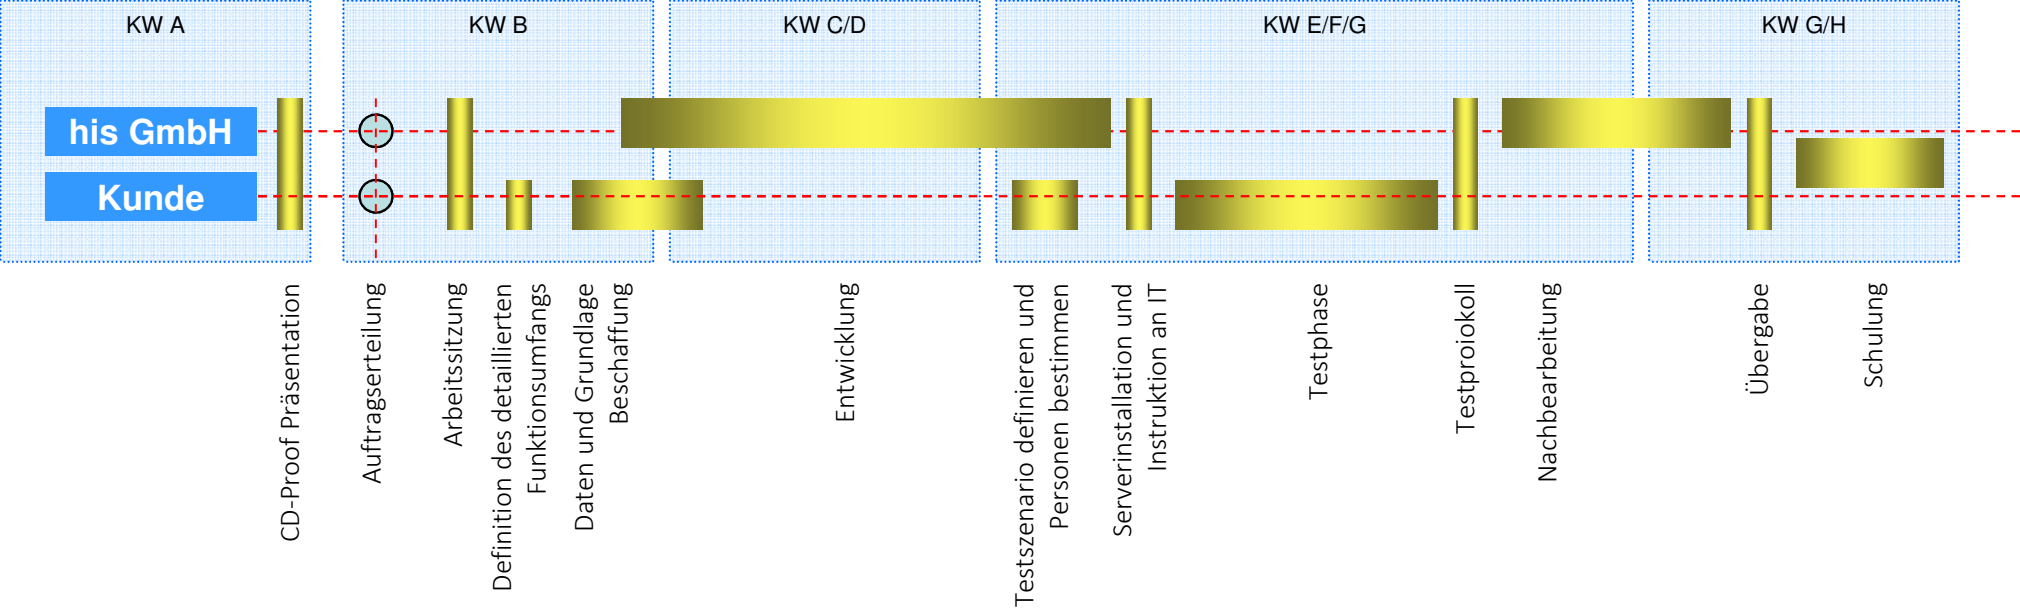 KW A
KW B
KW C/D
KW E/F/G
KW G/H
his GmbH
Kunde
CD-Proof Präsentation
Auftragserteilung
Arbeitssitzung
Definition des detaillierten
Funktionsumfangs
Daten und Grundlage
Beschaffung
Entwicklung
Testszenario definieren und
Personen bestimmen
Serverinstallation und
Instruktion an IT
Testphase
Testproiokoll
Nachbearbeitung
Übergabe
Schulung